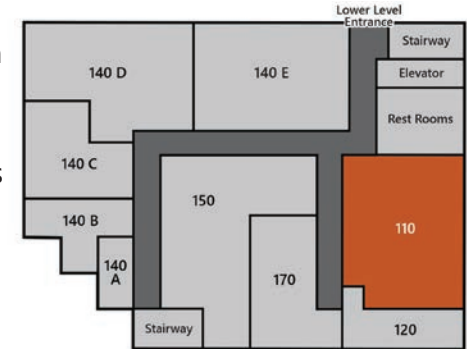 Lower Level
Entrance
Stairway
140 D
140 E
Elevator
Rest Rooms
140 C
150
110
140 B
140
A
170
Stairway
120